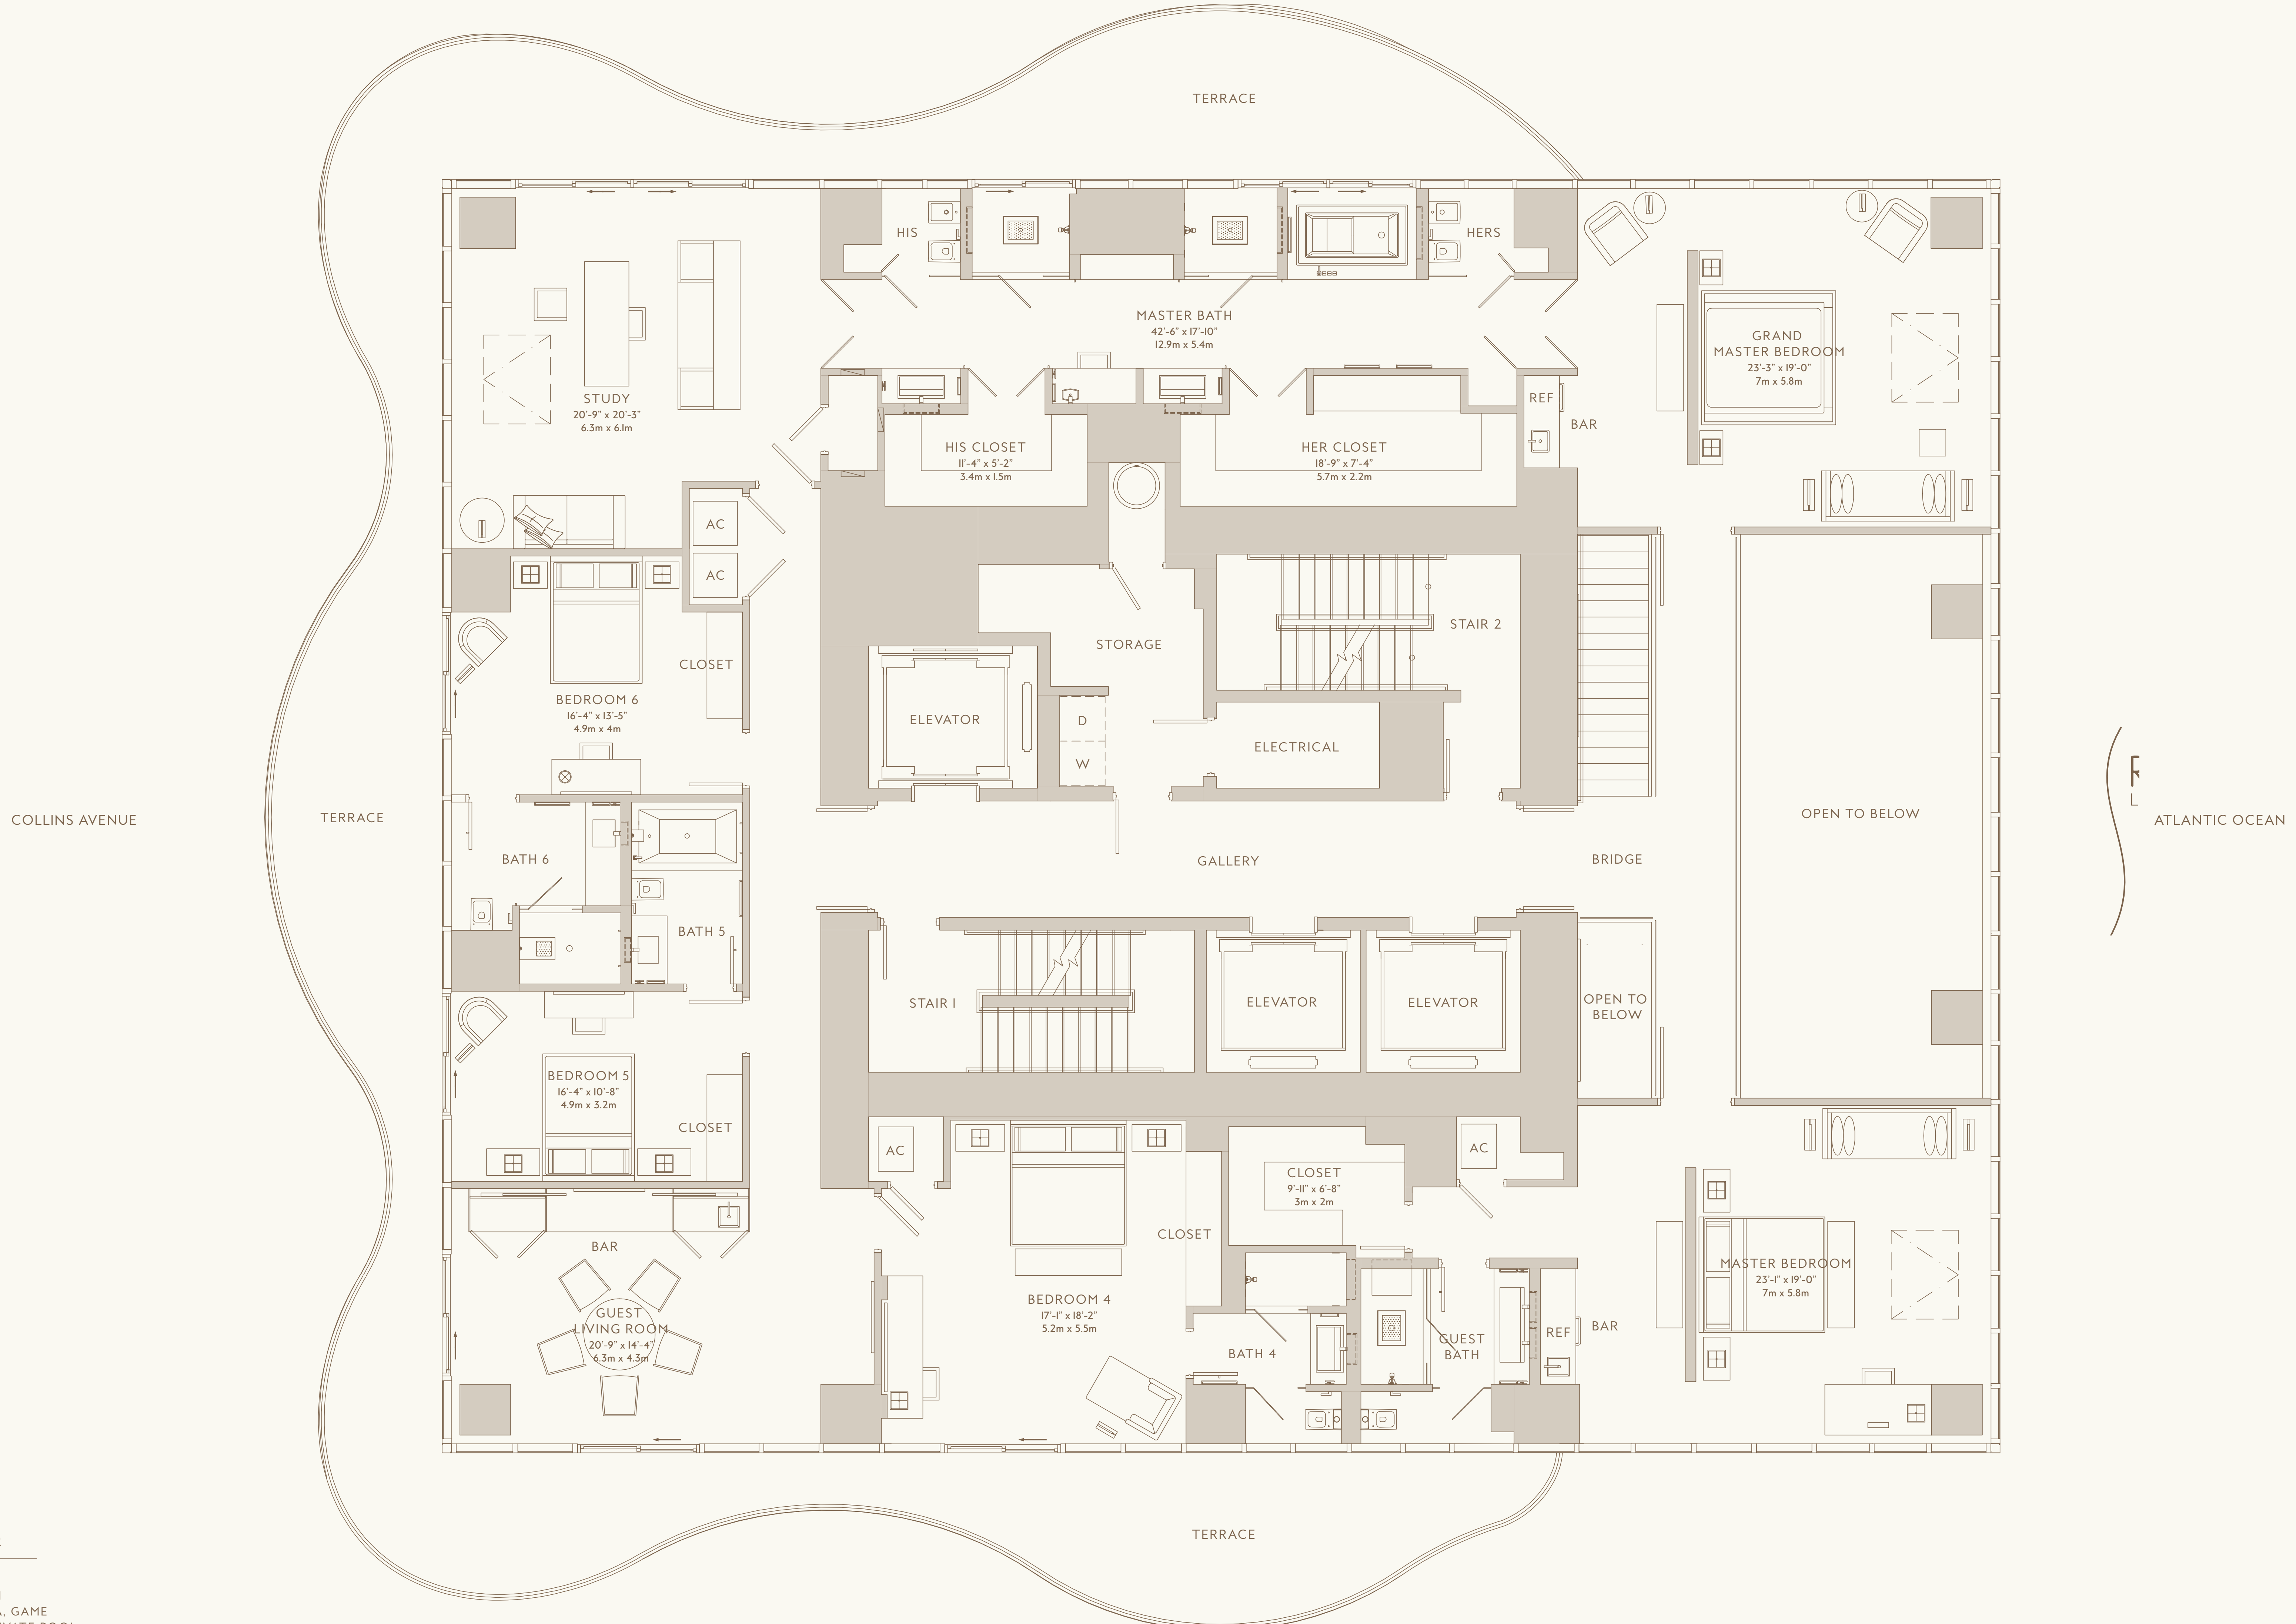 TERRACE
HIS
HERS
MASTER BATH
42'-6" x 17'-10"
12.9m x 5.4m
GRAND
MASTER BEDROOM
23'-3" x 19'-0"
7m x 5.8m
STUDY
20'-9" x 20'-3"
6.3m x 6.1m
REF
BAR
HIS CLOSET
11'-4" x 5'-2"
3.4m x 1.5m
HER CLOSET
18'-9" x 7'-4"
5.7m x 2.2m
AC
AC
STAIR 2
STORAGE
CLOSET
BEDROOM 6
16'-4" x 13'-5"
4.9m x 4m
ELEVATOR
D
W
ELECTRICAL
COLLINS AVENUE
TERRACE
OPEN TO BELOW
ATLANTIC OCEAN
BATH 6
GALLERY
BRIDGE
BATH 5
STAIR 1
ELEVATOR
ELEVATOR
OPEN TO
BELOW
BEDROOM 5
16'-4" x 10'-8"
4.9m x 3.2m
CLOSET
AC
AC
CLOSET
9'-11" x 6'-8"
3m x 2m
CLOSET
BAR
MASTER BEDROOM
23'-1" x 19'-0"
7m x 5.8m
GUEST
LIVING ROOM
20'-9" x 14'-4"
6.3m x 4.3m
BEDROOM 4
17'-1" x 18'-2"
5.2m x 5.5m
BATH 4
GUEST
BATH
REF
BAR
TERRACE
GAME